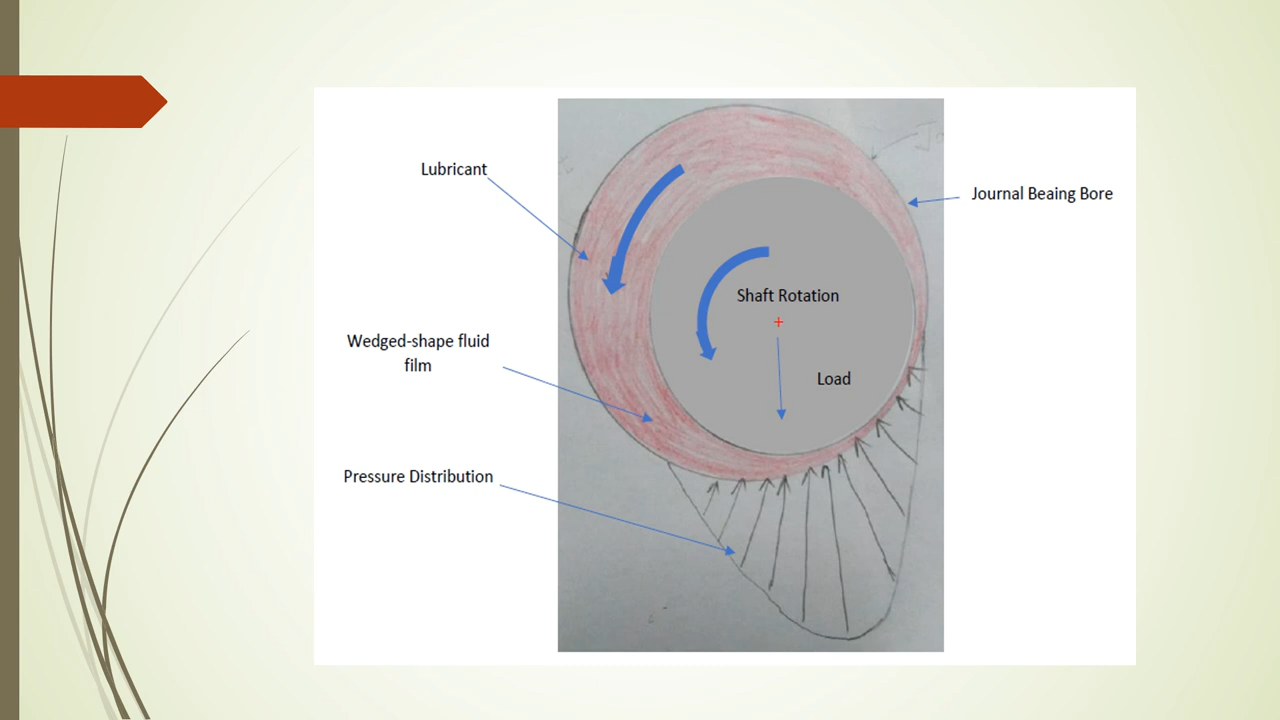 Lubricant
Journal Beaing Bore
Shaft Rotation
Wedged-shape fluid
film
Load
Pressure Distribution